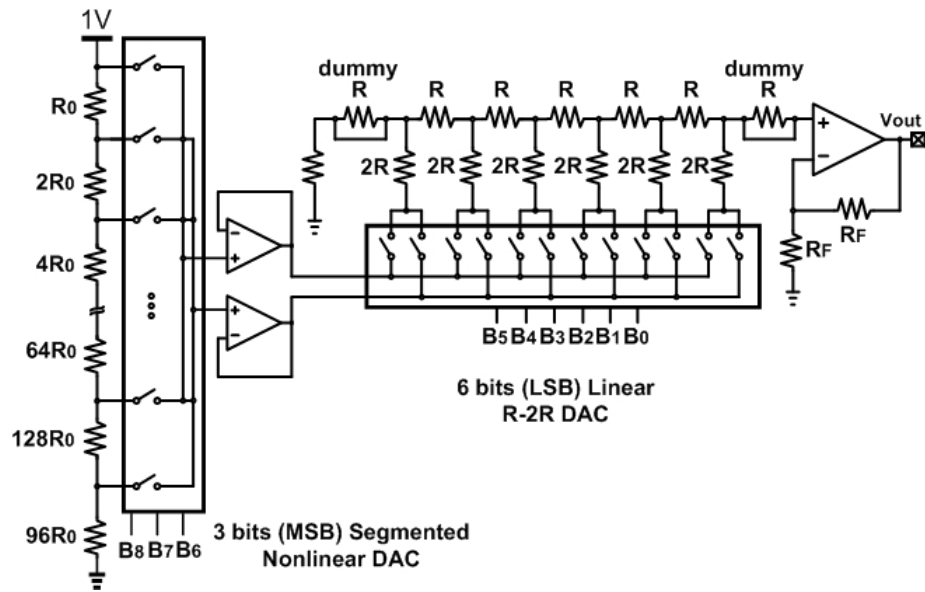 1V
R0
2R0
4R0
64R0
128R0
96R0
B8 B7 B6
3 bits (MSB) Segmented
Nonlinear DAC
dummy
R R R R R R
dummy
R
2R 2R 2R 2R 2R 2R
B5 B4 B3 B2 B1 B0
6 bits (LSB) Linear
R-2R DAC
+
−
+
−
+
−
Vout
RF
RF